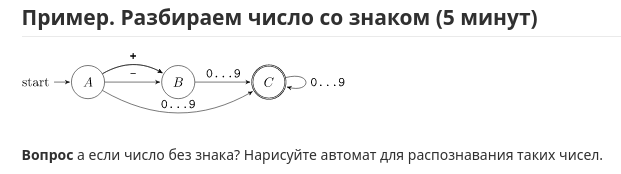 Пример. Разбираем число со знаком (5 минут)
+
−
start
A
B
0...9
C
0...9
0...9
Вопрос а если число без знака? Нарисуйте автомат для распознавания таких чисел.